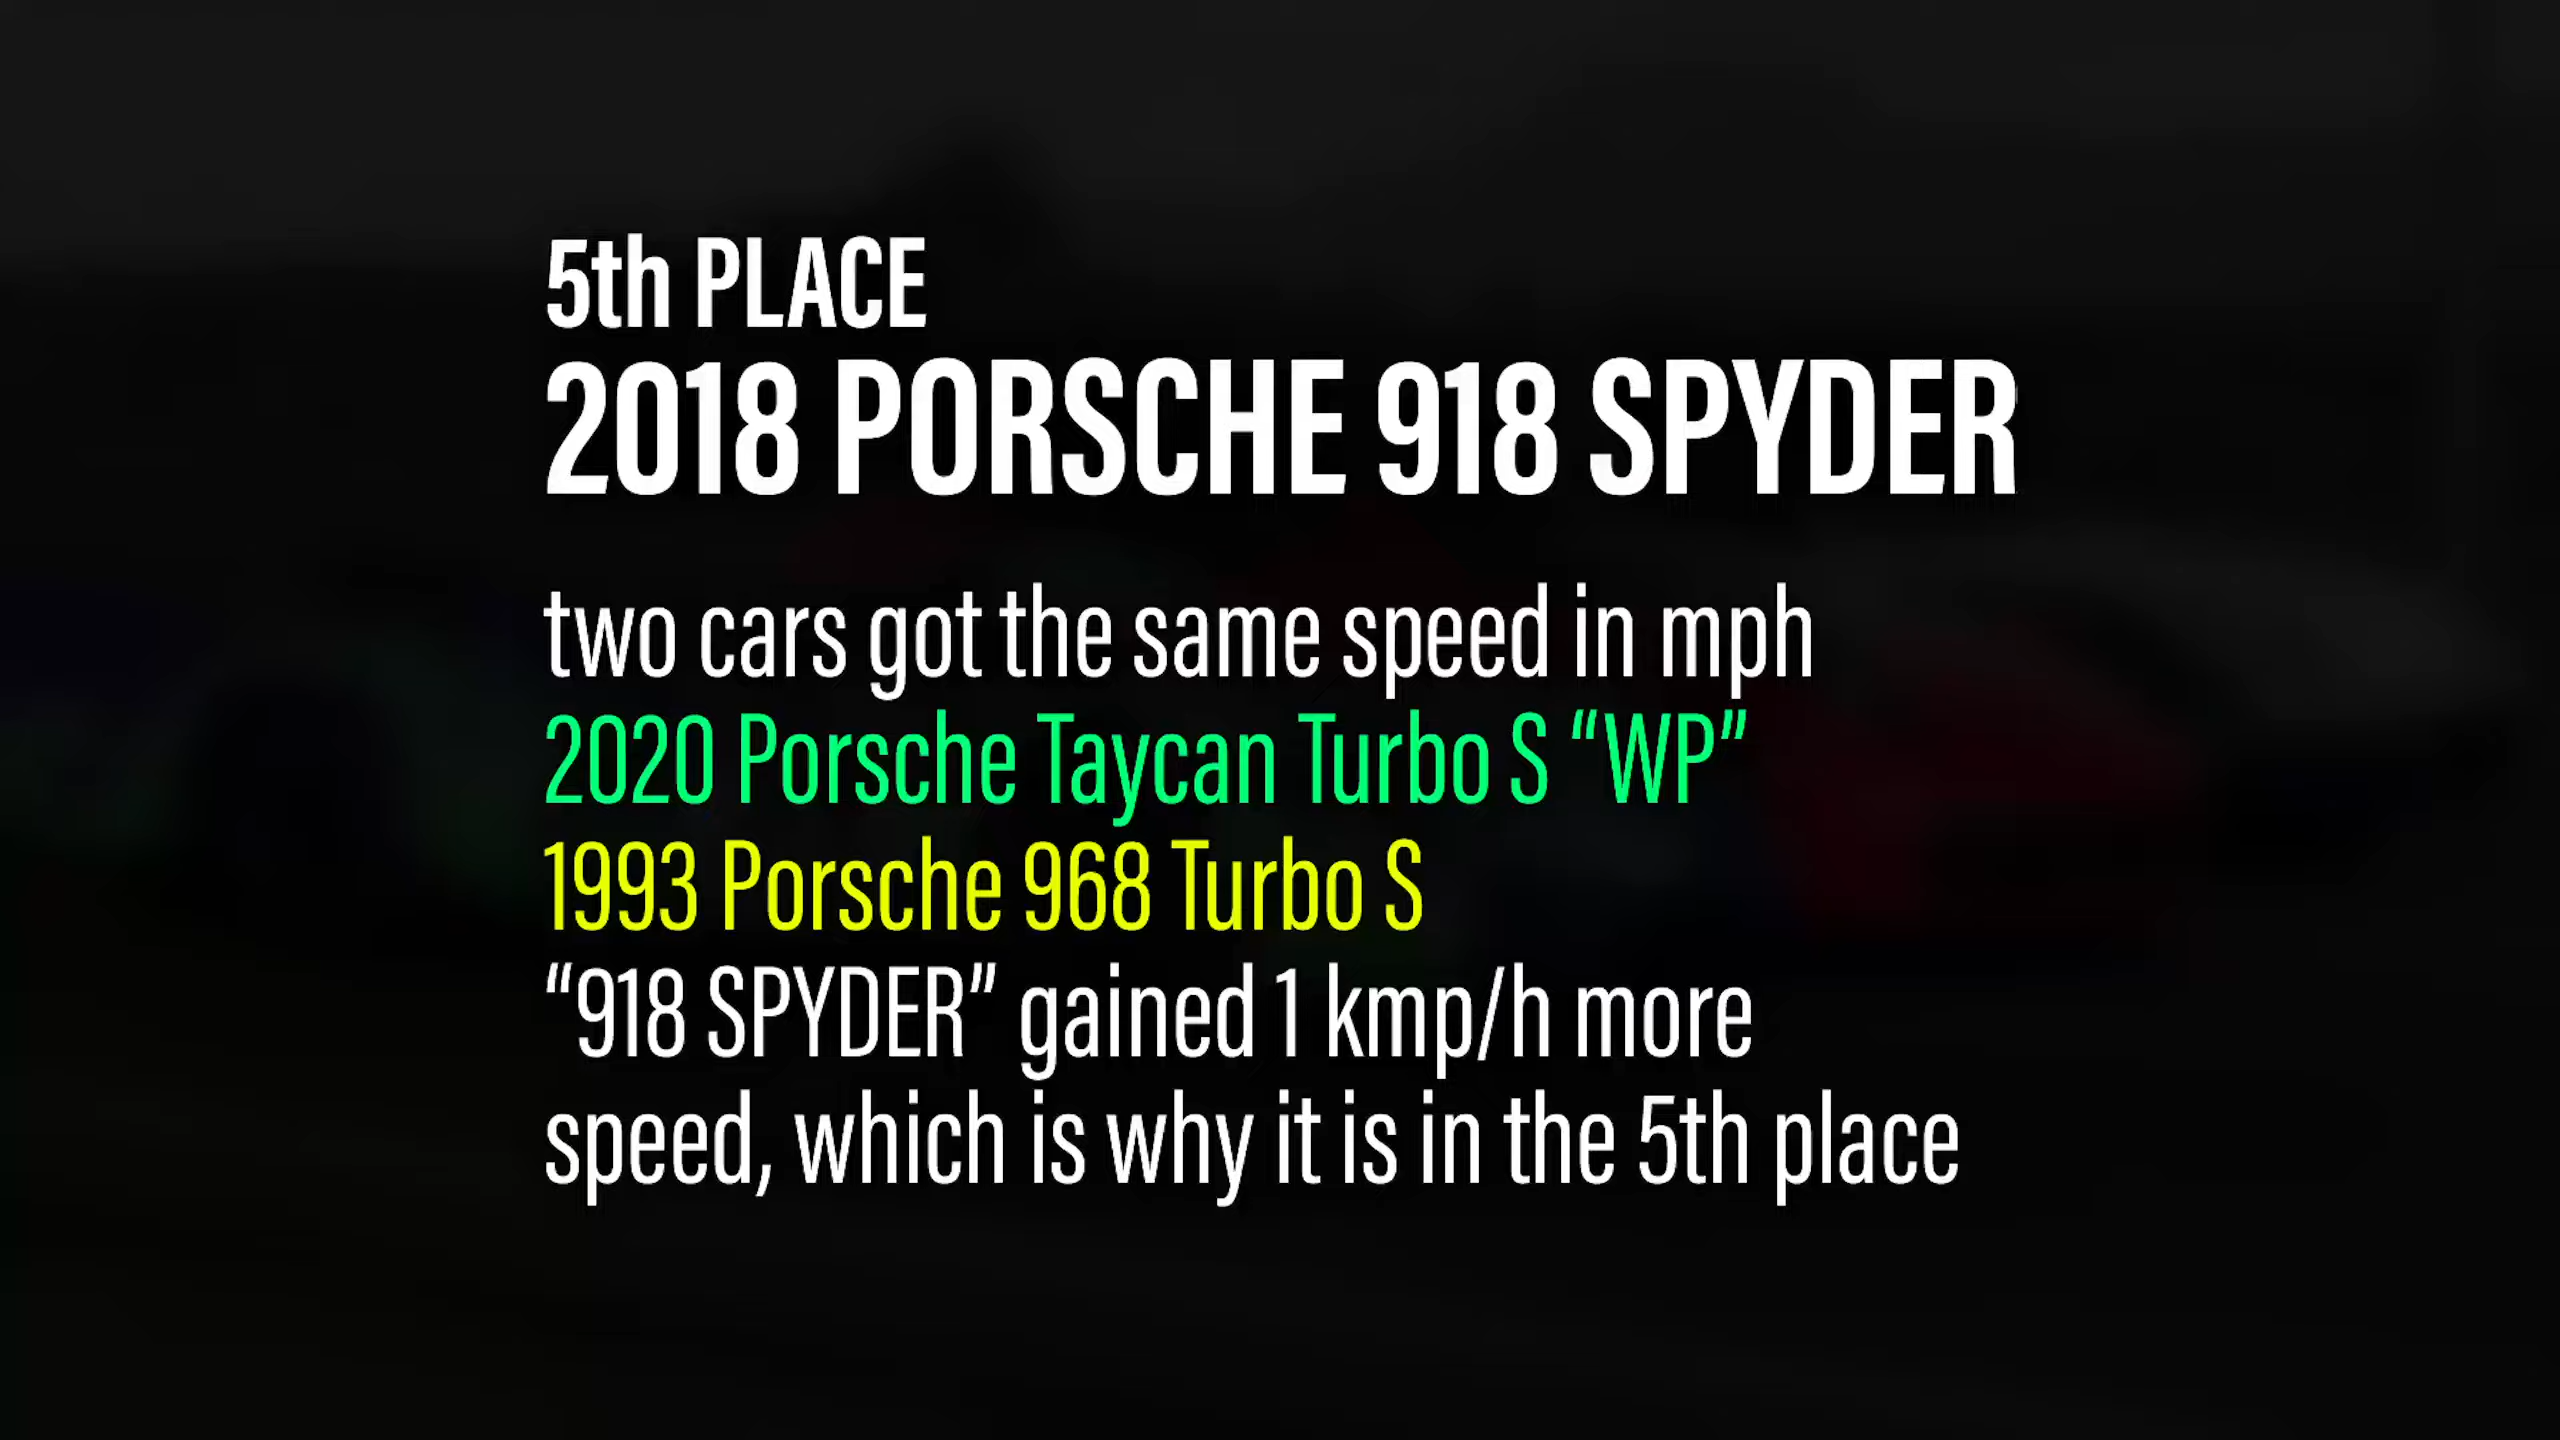 5th PLACE
2018 PORSCHE 918 SPYDER
two cars got the same speed in mph
2020 Porsche Taycan Turbo S “WP”
1993 Porsche 968 Turbo S
“918 SPYDER” gained 1 kmp/h more
speed, which is why it is in the 5th place